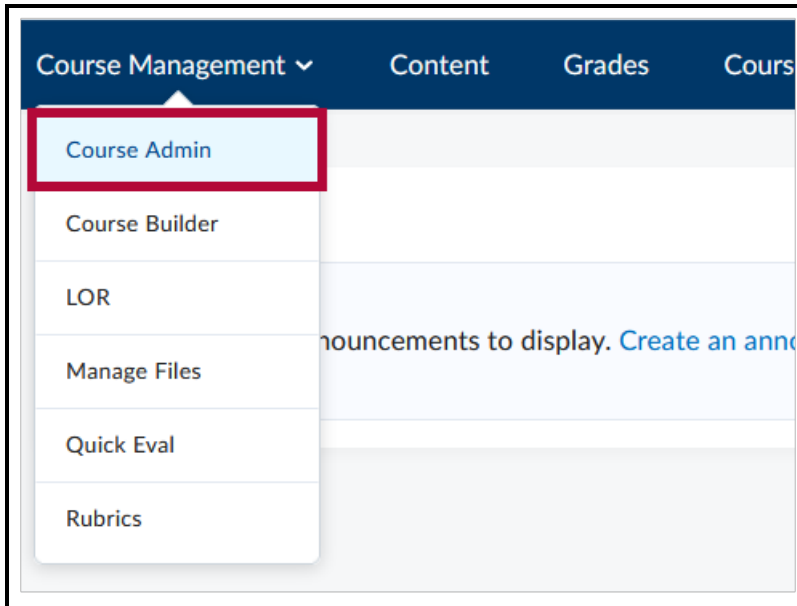 Course Management Content Grades Cours
Course Admin
Course Builder
LOR
nouncements to display. Create an anno
Manage Files
Quick Eval
Rubrics